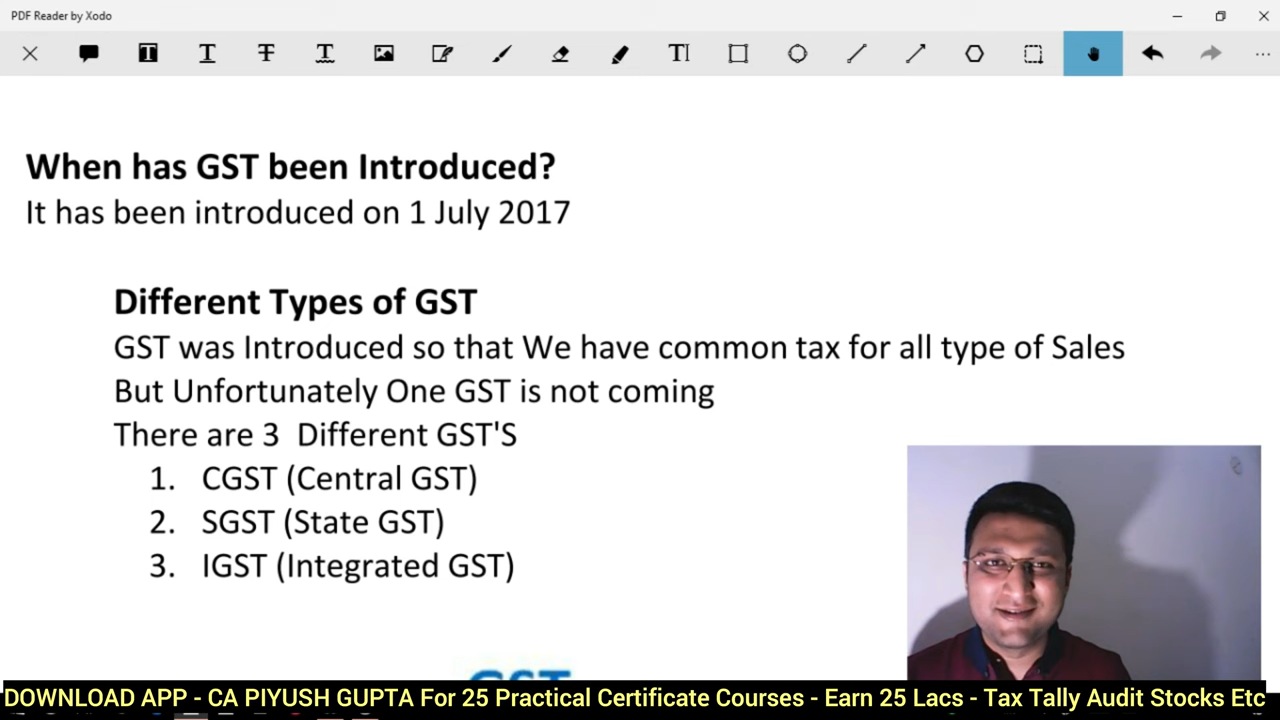 PDF Reader by Xodo
When has GST been Introduced?
It has been introduced on 1 July 2017
Different Types of GST
GST was Introduced so that We have common tax for all type of Sales
But Unfortunately One GST is not coming
There are 3 Different GST'S
1. CGST (Central GST)
2. SGST (State GST)
3. IGST (Integrated GST)
GST
DOWNLOAD APP - CA PIYUSH GUPTA For 25 Practical Certificate Courses - Earn 25 Lacs - Tax Tally Audit Stocks Etc